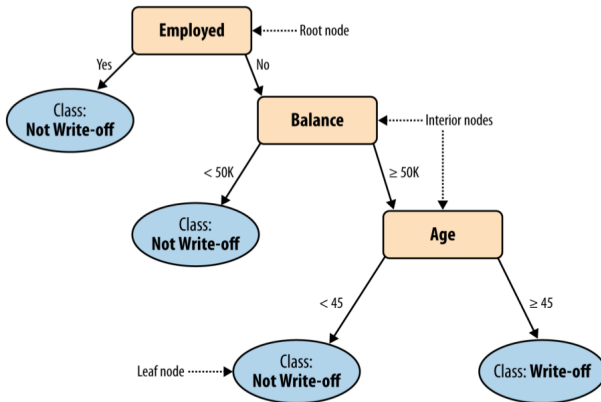 Employed
Root node
Yes
No
Class:
Not Write-off
Balance
Interior nodes
< 50K
≥ 50K
Class:
Not Write-off
Age
< 45
≥ 45
Leaf node
Class:
Not Write-off
Class: Write-off